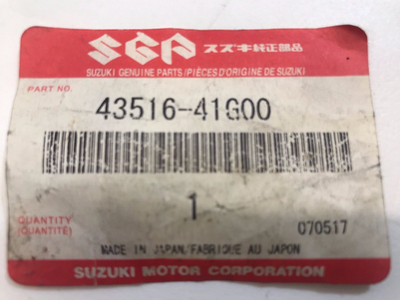 SGP スズキ純正部品
SUZUKI GENUINE PARTS/PIÈCES D'ORIGINE DE SUZUKI
PART NO.
43516-41G00
QUANTITY
(QUANTITÉ)
1
070517
MADE IN JAPAN/FABRIQUE AU JAPON
SUZUKI MOTOR CORPORATION